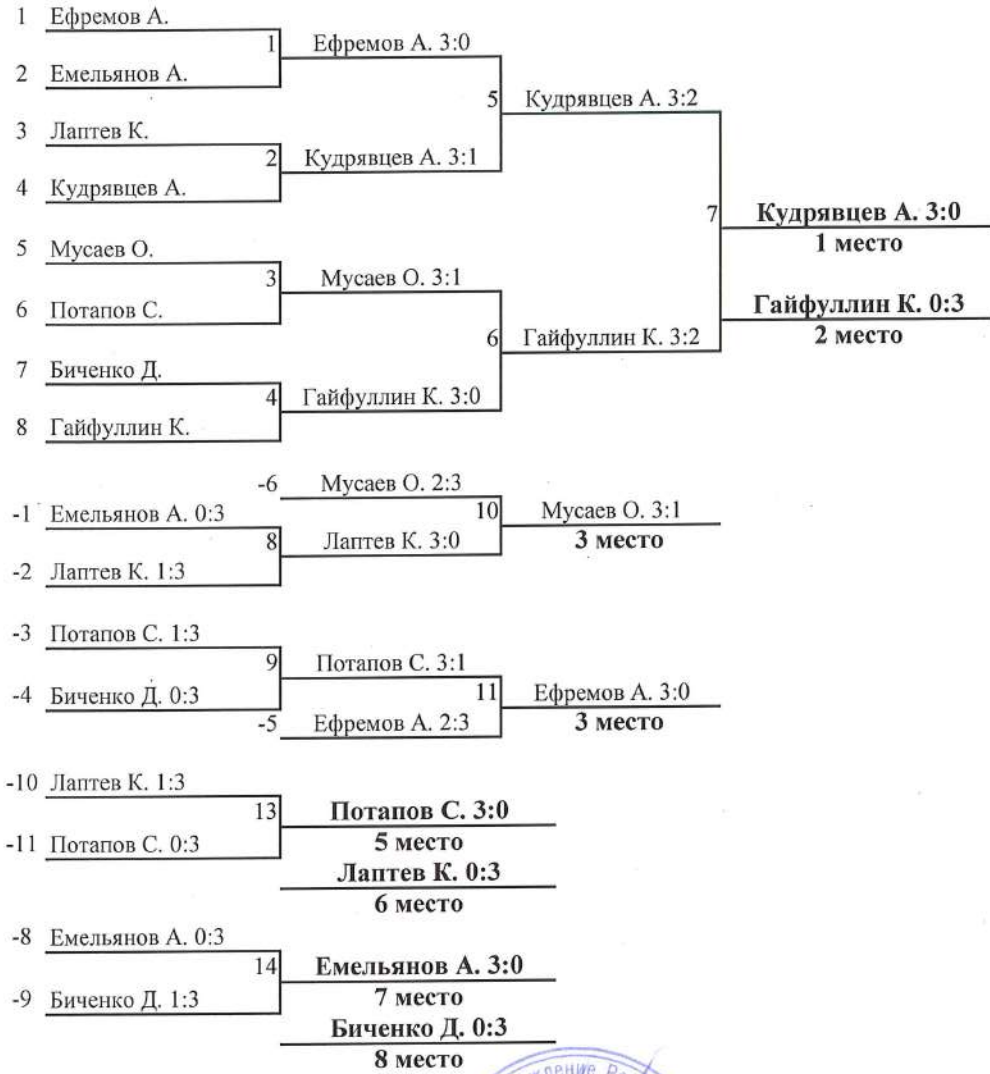 1 Ефремов А.
1 Ефремов А. 3:0
2 Емельянов А.
5 Кудрявцев А. 3:2
3 Лаптев К.
2 Кудрявцев А. 3:1
4 Кудрявцев А.
7 Кудрявцев А. 3:0
1 место
5 Мусаев О.
3 Мусаев О. 3:1
6 Потапов С.
Гайфуллин К. 0:3
2 место
6 Гайфуллин К. 3:2
7 Биченко Д.
4 Гайфуллин К. 3:0
8 Гайфуллин К.
-6 Мусаев О. 2:3
-1 Емельянов А. 0:3
10 Мусаев О. 3:1
3 место
8 Лаптев К. 3:0
-2 Лаптев К. 1:3
-3 Потапов С. 1:3
9 Потапов С. 3:1
-4 Биченко Д. 0:3
11 Ефремов А. 3:0
3 место
-5 Ефремов А. 2:3
-10 Лаптев К. 1:3
13 Потапов С. 3:0
5 место
-11 Потапов С. 0:3
Лаптев К. 0:3
6 место
-8 Емельянов А. 0:3
14 Емельянов А. 3:0
7 место
-9 Биченко Д. 1:3
Биченко Д. 0:3
8 место